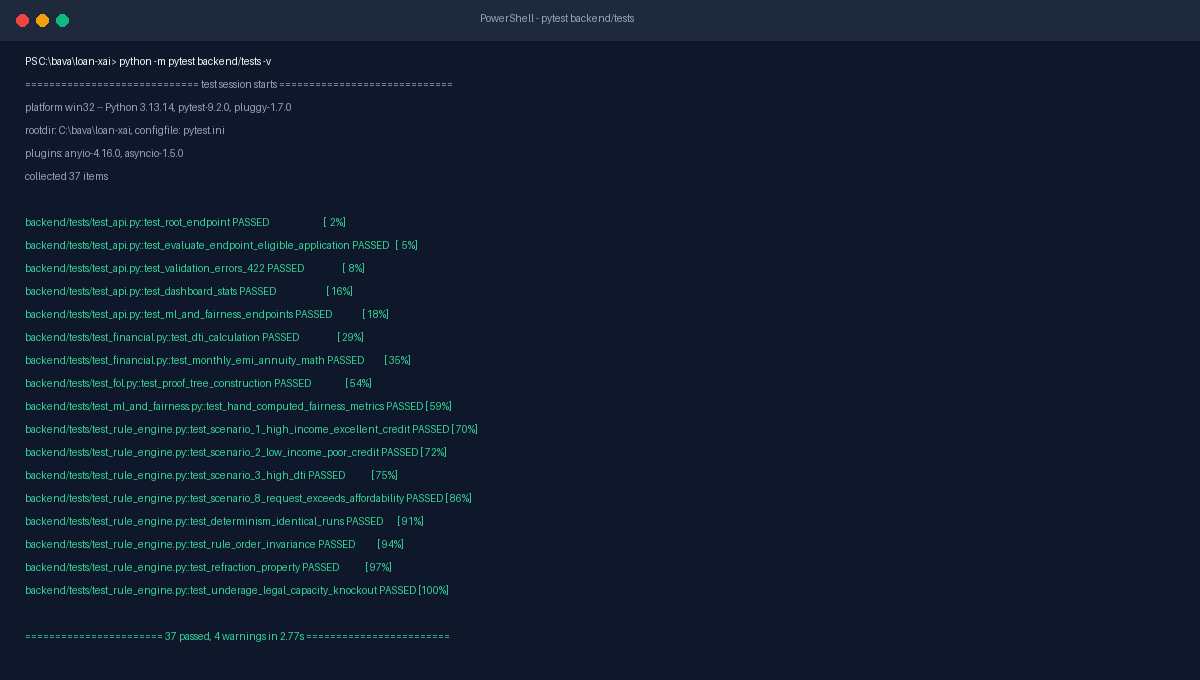 PowerShell - pytest backend/tests
PS C:\bava\loan-xai> python -m pytest backend/tests -v
============================= test session starts =============================
platform win32 -- Python 3.13.14, pytest-9.2.0, pluggy-1.7.0
rootdir: C:\bava\loan-xai, configfile: pytest.ini
plugins: anyio-4.16.0, asyncio-1.5.0
collected 37 items
backend/tests/test_api.py::test_root_endpoint PASSED [ 2%]
backend/tests/test_api.py::test_evaluate_endpoint_eligible_application PASSED [ 5%]
backend/tests/test_api.py::test_validation_errors_422 PASSED [ 8%]
backend/tests/test_api.py::test_dashboard_stats PASSED [ 16%]
backend/tests/test_api.py::test_ml_and_fairness_endpoints PASSED [ 18%]
backend/tests/test_financial.py::test_dti_calculation PASSED [ 29%]
backend/tests/test_financial.py::test_monthly_emi_annuity_math PASSED [ 35%]
backend/tests/test_fol.py::test_proof_tree_construction PASSED [ 54%]
backend/tests/test_ml_and_fairness.py::test_hand_computed_fairness_metrics PASSED [ 59%]
backend/tests/test_rule_engine.py::test_scenario_1_high_income_excellent_credit PASSED [ 70%]
backend/tests/test_rule_engine.py::test_scenario_2_low_income_poor_credit PASSED [ 72%]
backend/tests/test_rule_engine.py::test_scenario_3_high_dti PASSED [ 75%]
backend/tests/test_rule_engine.py::test_scenario_8_request_exceeds_affordability PASSED [ 86%]
backend/tests/test_rule_engine.py::test_determinism_identical_runs PASSED [ 91%]
backend/tests/test_rule_engine.py::test_rule_order_invariance PASSED [ 94%]
backend/tests/test_rule_engine.py::test_refraction_property PASSED [ 97%]
backend/tests/test_rule_engine.py::test_underage_legal_capacity_knockout PASSED [100%]
======================= 37 passed, 4 warnings in 2.77s ========================